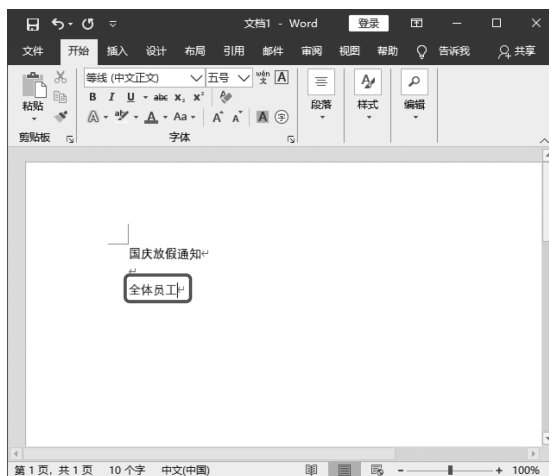 文档1 - Word
登录
文件 开始 插入 设计 布局 引用 邮件 审阅 视图 帮助 告诉我 共享
等线 (中文正文) 五号 wén 文 A
B I U abc x₂ x² A
粘贴 段落 样式 编辑
A aby A Aa A A A 字
剪贴板 字体
国庆放假通知
全体员工
第1页, 共1页 10个字 中文(中国) 100%